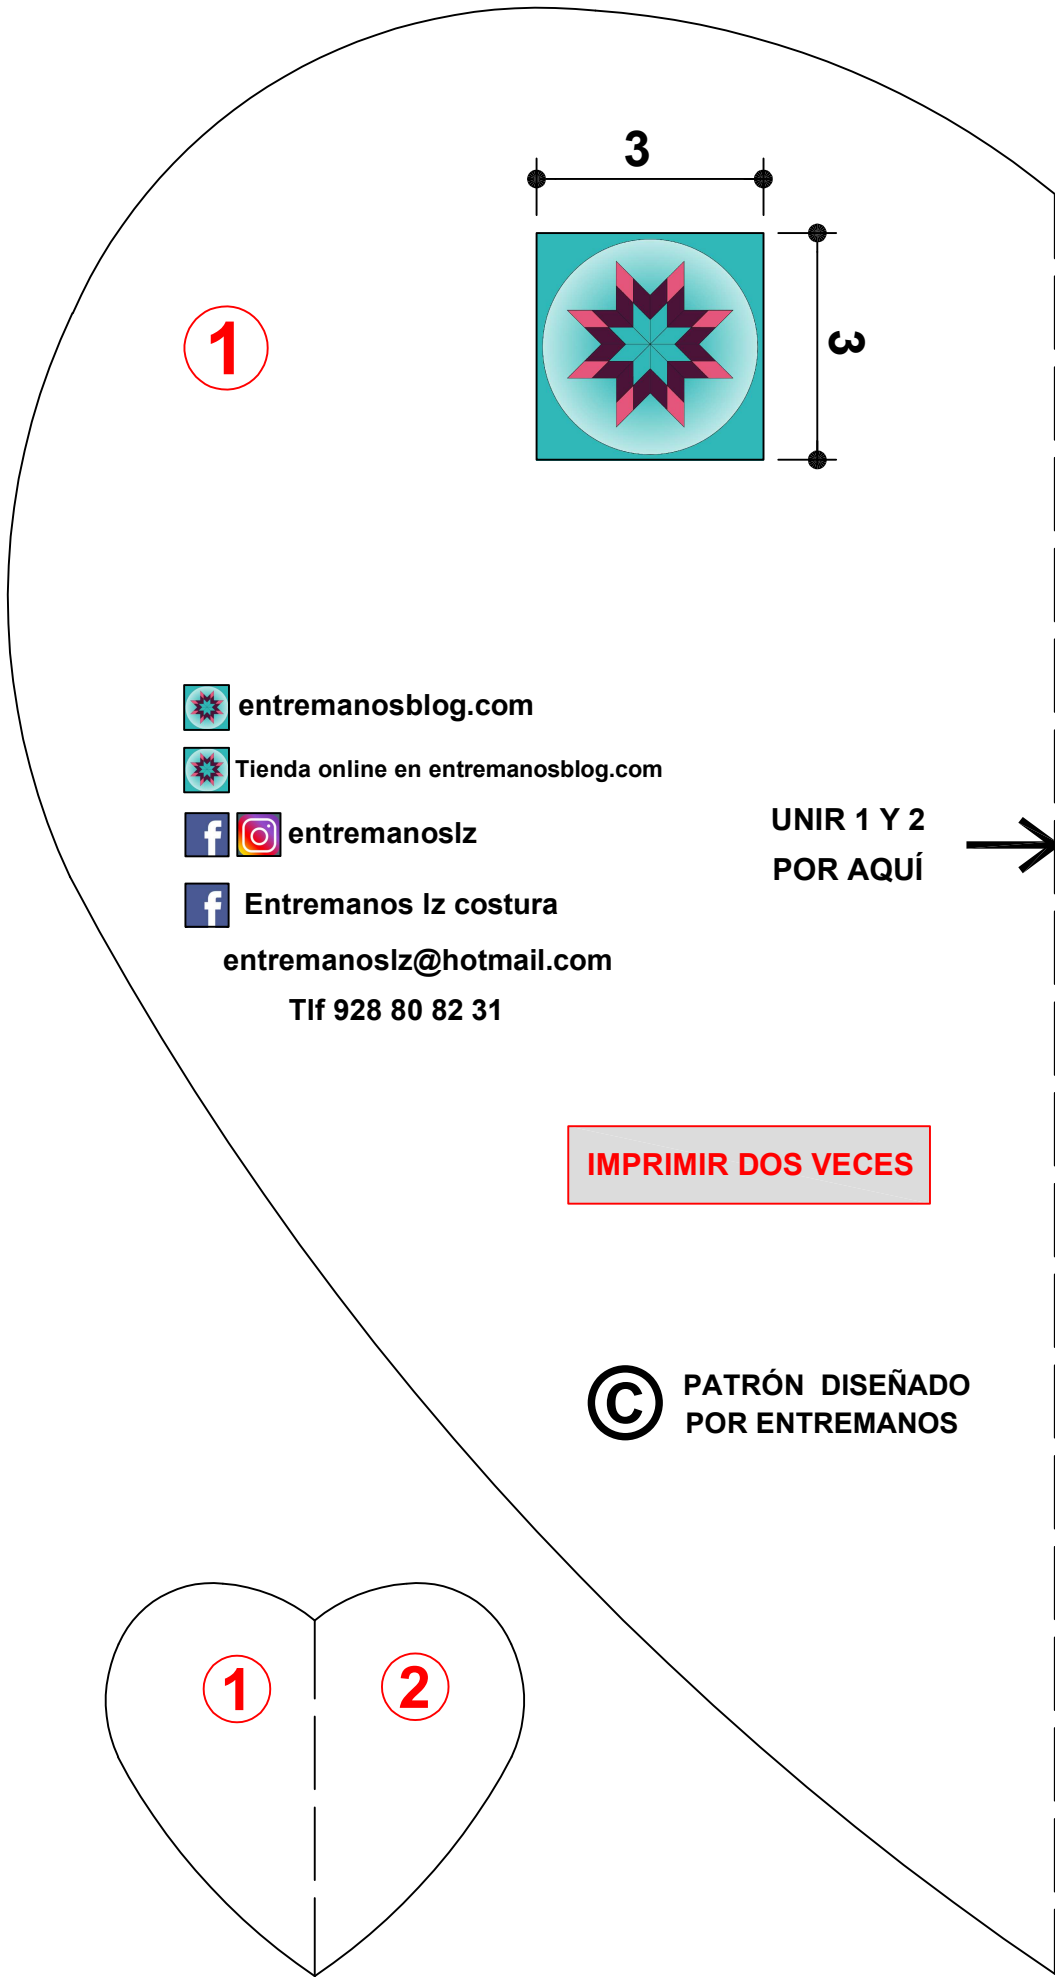 3
3
1
entremanosblog.com
Tienda online en entremanosblog.com
entremanoslz
Entremanos lz costura
entremanoslz@hotmail.com
Tlf 928 80 82 31
UNIR 1 Y 2
POR AQUÍ
IMPRIMIR DOS VECES
© PATRÓN DISEÑADO
POR ENTREMANOS
1
2